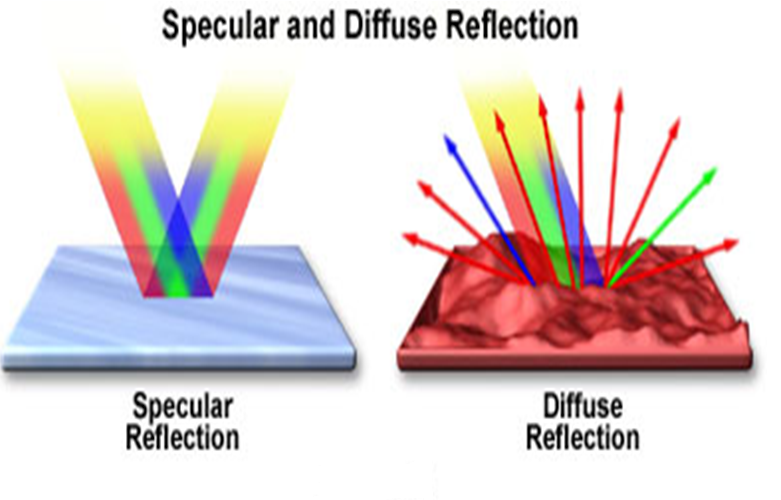 Specular and Diffuse Reflection
Specular
Reflection
Diffuse
Reflection